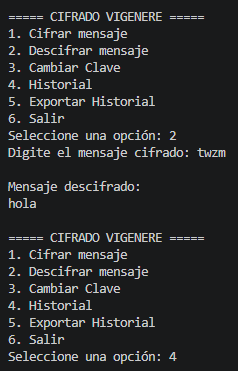 ===== CIFRADO VIGENERE =====
1. Cifrar mensaje
2. Descifrar mensaje
3. Cambiar Clave
4. Historial
5. Exportar Historial
6. Salir
Seleccione una opción: 2
Digite el mensaje cifrado: twzm
Mensaje descifrado:
hola
===== CIFRADO VIGENERE =====
1. Cifrar mensaje
2. Descifrar mensaje
3. Cambiar Clave
4. Historial
5. Exportar Historial
6. Salir
Seleccione una opción: 4